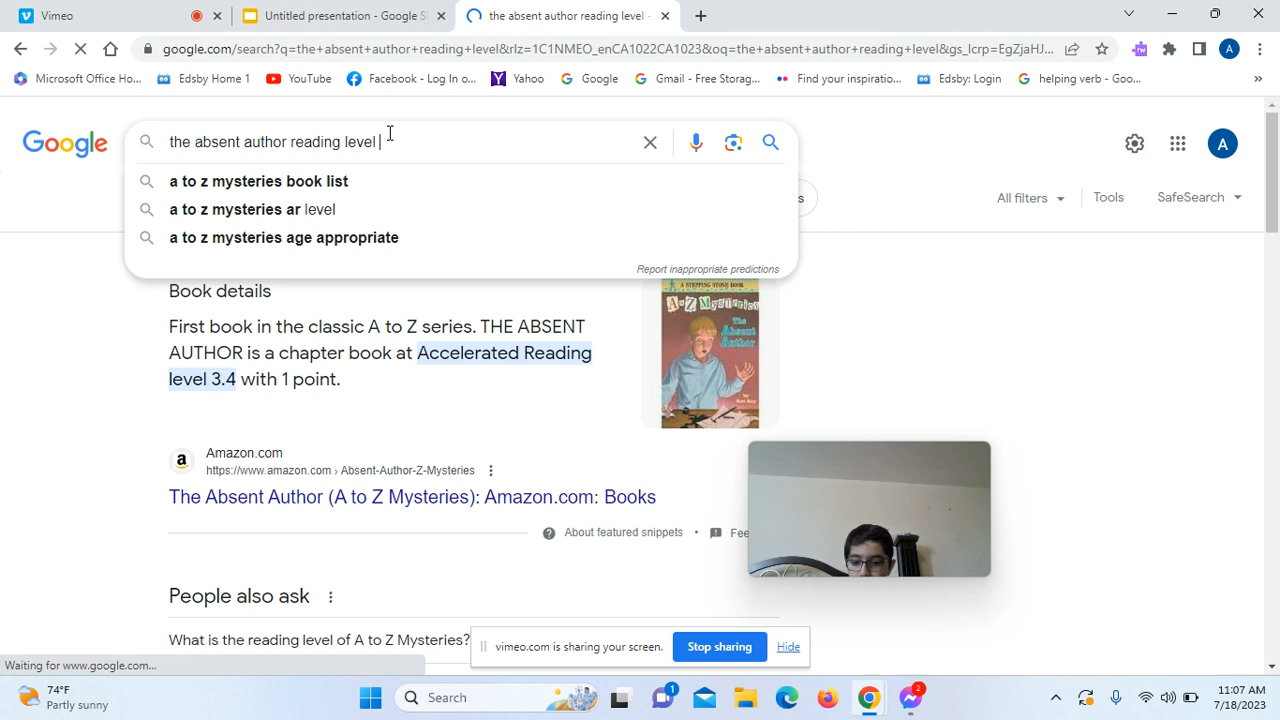 Vimeo
Untitled presentation - Google S
the absent author reading level -
google.com/search?q=the+absent+author+reading+level&rlz=1C1NMEO_enCA1022CA1023&oq=the+absent+author+reading+level&gs_lcrp=EgZjaHJ...
A
Microsoft Office Ho...
Edsby Home 1
YouTube
Facebook - Log In o...
Yahoo
Google
Gmail - Free Storag...
Find your inspiratio...
Edsby: Login
helping verb - Goo...
»
Google
the absent author reading level
A
a to z mysteries book list
a to z mysteries ar level
a to z mysteries age appropriate
Report inappropriate predictions
s
All filters
Tools
SafeSearch
Book details
First book in the classic A to Z series. THE ABSENT
AUTHOR is a chapter book at Accelerated Reading
level 3.4 with 1 point.
A STEPPING STONE BOOK
A to Z Mysteries
The
Absent
Author
by
Ron Roy
a
Amazon.com
https://www.amazon.com › Absent-Author-Z-Mysteries
The Absent Author (A to Z Mysteries): Amazon.com: Books
About featured snippets
•
Fee
People also ask
What is the reading level of A to Z Mysteries?
vimeo.com is sharing your screen.
Stop sharing
Hide
Waiting for www.google.com...
74°F
Partly sunny
Search
1
2
11:07 AM
7/18/2023